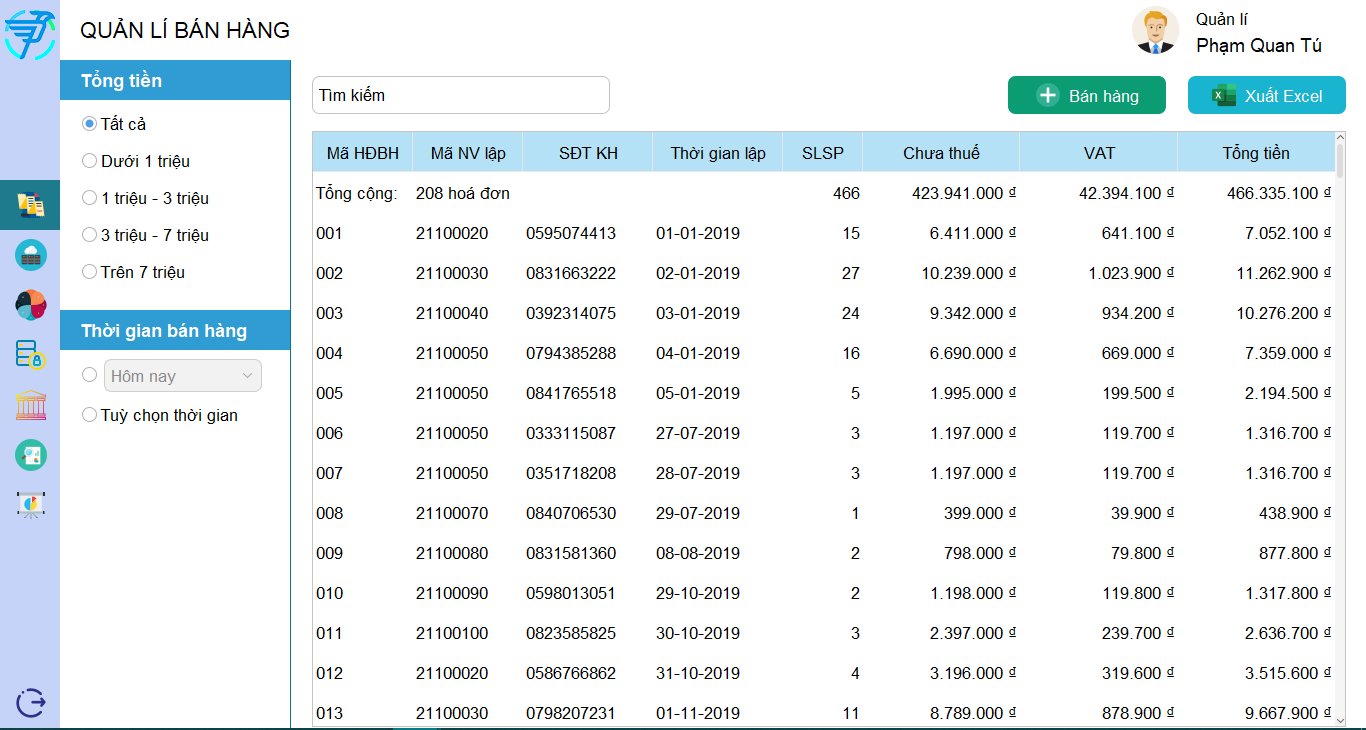 QUẢN LÍ BÁN HÀNG
Quản lí
Phạm Quan Tú
Tổng tiền
Tất cả
Dưới 1 triệu
1 triệu - 3 triệu
3 triệu - 7 triệu
Trên 7 triệu
Thời gian bán hàng
Hôm nay
Tuỳ chọn thời gian
Tìm kiếm
Bán hàng
Xuất Excel
Mã HĐBH Mã NV lập SĐT KH Thời gian lập SLSP Chưa thuế VAT Tổng tiền
Tổng cộng: 208 hoá đơn 466 423.941.000 ₫ 42.394.100 ₫ 466.335.100 ₫
001 21100020 0595074413 01-01-2019 15 6.411.000 ₫ 641.100 ₫ 7.052.100 ₫
002 21100030 0831663222 02-01-2019 27 10.239.000 ₫ 1.023.900 ₫ 11.262.900 ₫
003 21100040 0392314075 03-01-2019 24 9.342.000 ₫ 934.200 ₫ 10.276.200 ₫
004 21100050 0794385288 04-01-2019 16 6.690.000 ₫ 669.000 ₫ 7.359.000 ₫
005 21100050 0841765518 05-01-2019 5 1.995.000 ₫ 199.500 ₫ 2.194.500 ₫
006 21100050 0333115087 27-07-2019 3 1.197.000 ₫ 119.700 ₫ 1.316.700 ₫
007 21100050 0351718208 28-07-2019 3 1.197.000 ₫ 119.700 ₫ 1.316.700 ₫
008 21100070 0840706530 29-07-2019 1 399.000 ₫ 39.900 ₫ 438.900 ₫
009 21100080 0831581360 08-08-2019 2 798.000 ₫ 79.800 ₫ 877.800 ₫
010 21100090 0598013051 29-10-2019 2 1.198.000 ₫ 119.800 ₫ 1.317.800 ₫
011 21100100 0823585825 30-10-2019 3 2.397.000 ₫ 239.700 ₫ 2.636.700 ₫
012 21100020 0586766862 31-10-2019 4 3.196.000 ₫ 319.600 ₫ 3.515.600 ₫
013 21100030 0798207231 01-11-2019 11 8.789.000 ₫ 878.900 ₫ 9.667.900 ₫